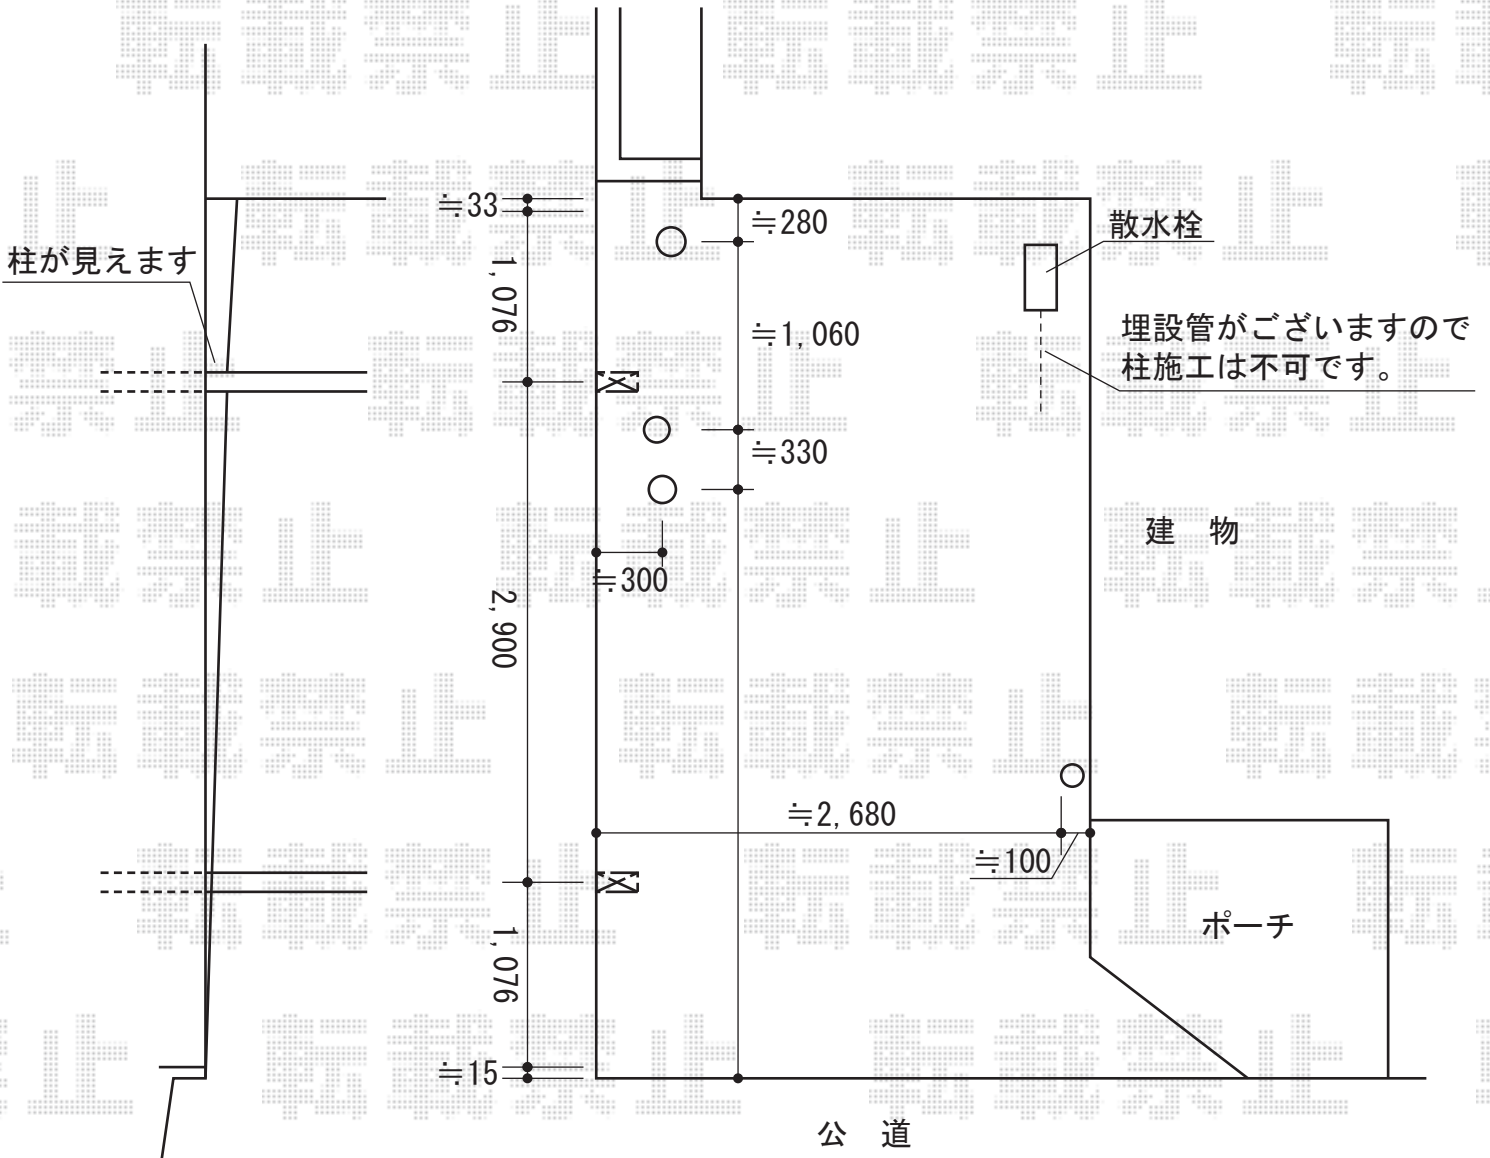 転載禁止
≒33
≒280
散水栓
柱が見えます
1,076
≒1,060
埋設管がございますので
柱施工は不可です。
≒330
建 物
≒300
2,900
≒2,680
≒100
ポーチ
1,076
≒15
公 道